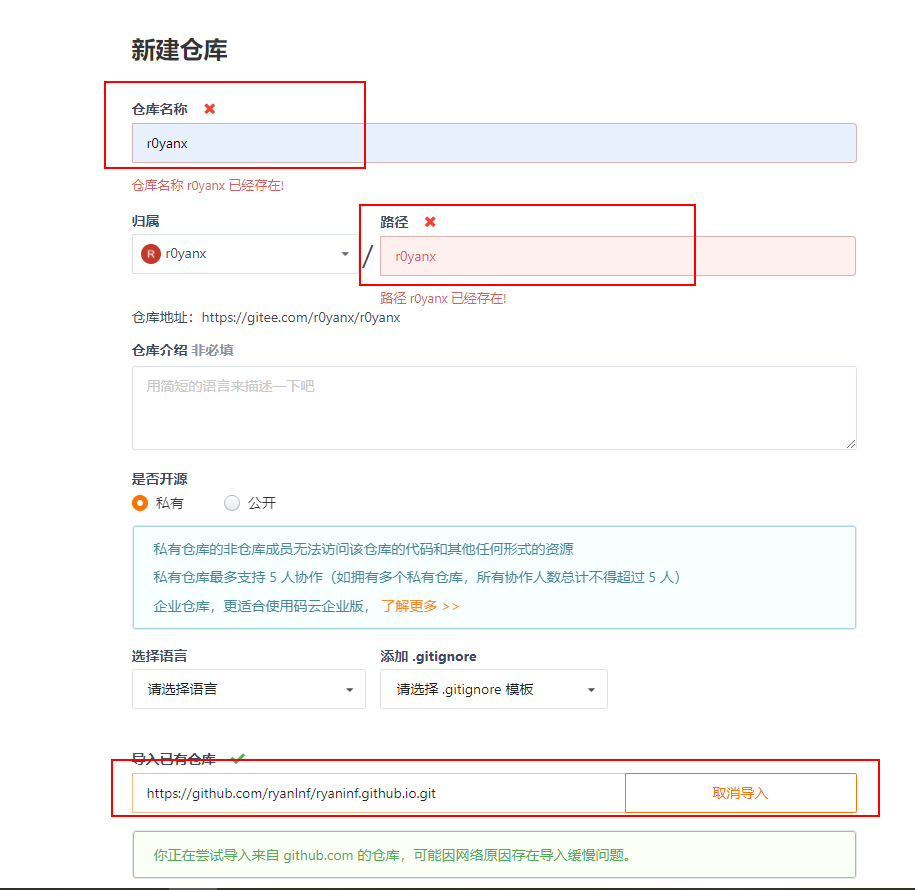 新建仓库
仓库名称 ✖
r0yanx
仓库名称 r0yanx 已经存在!
归属
路径 ✖
R r0yanx
/
r0yanx
路径 r0yanx 已经存在!
仓库地址：https://gitee.com/r0yanx/r0yanx
仓库介绍 非必填
用简短的语言来描述一下吧
是否开源
私有
公开
私有仓库的非仓库成员无法访问该仓库的代码和其他任何形式的资源
私有仓库最多支持 5 人协作（如拥有多个私有仓库，所有协作人数总计不得超过 5 人）
企业仓库，更适合使用码云企业版， 了解更多 >>
选择语言
添加 .gitignore
请选择语言
请选择 .gitignore 模板
导入已有仓库 ✔
https://github.com/ryanInf/ryaninf.github.io.git
取消导入
你正在尝试导入来自 github.com 的仓库，可能因网络原因存在导入缓慢问题。